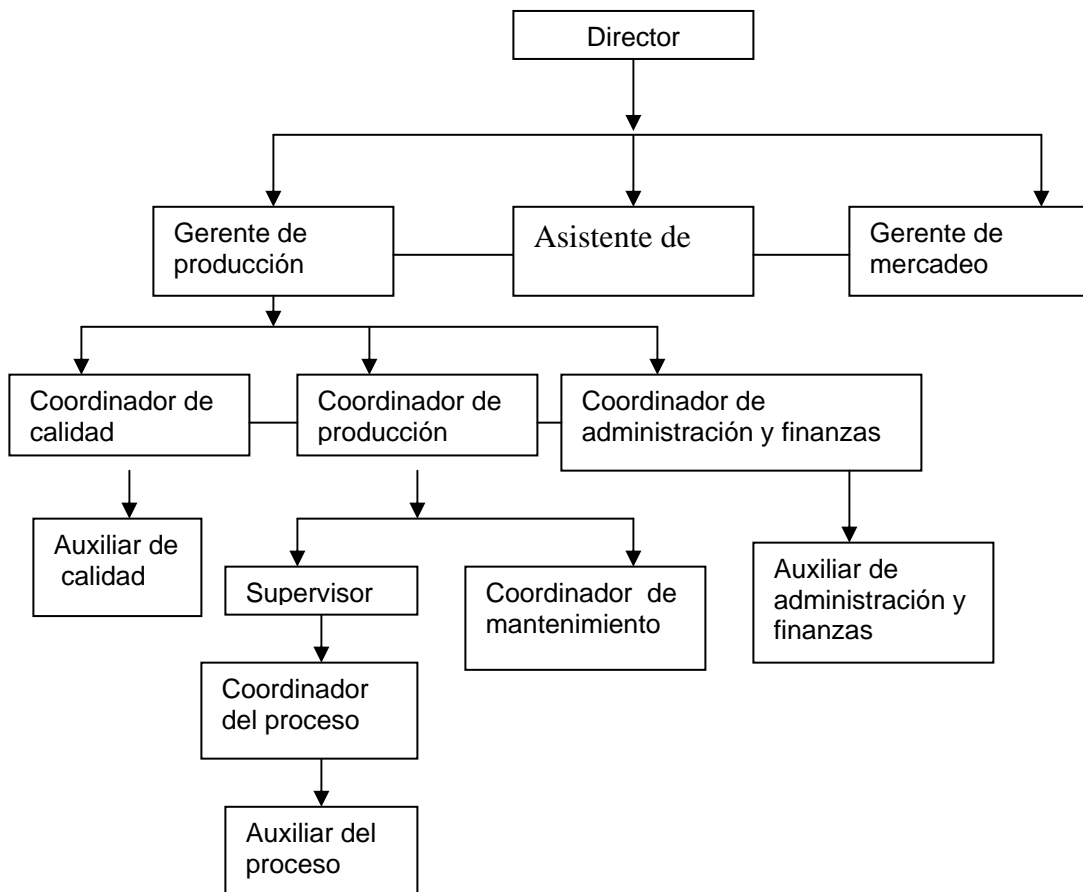 Director
Gerente de
producción
Asistente de
Gerente de
mercadeo
Coordinador de
calidad
Coordinador de
producción
Coordinador de
administración y finanzas
Auxiliar de
calidad
Supervisor
Coordinador de
mantenimiento
Auxiliar de
administración y
finanzas
Coordinador
del proceso
Auxiliar del
proceso